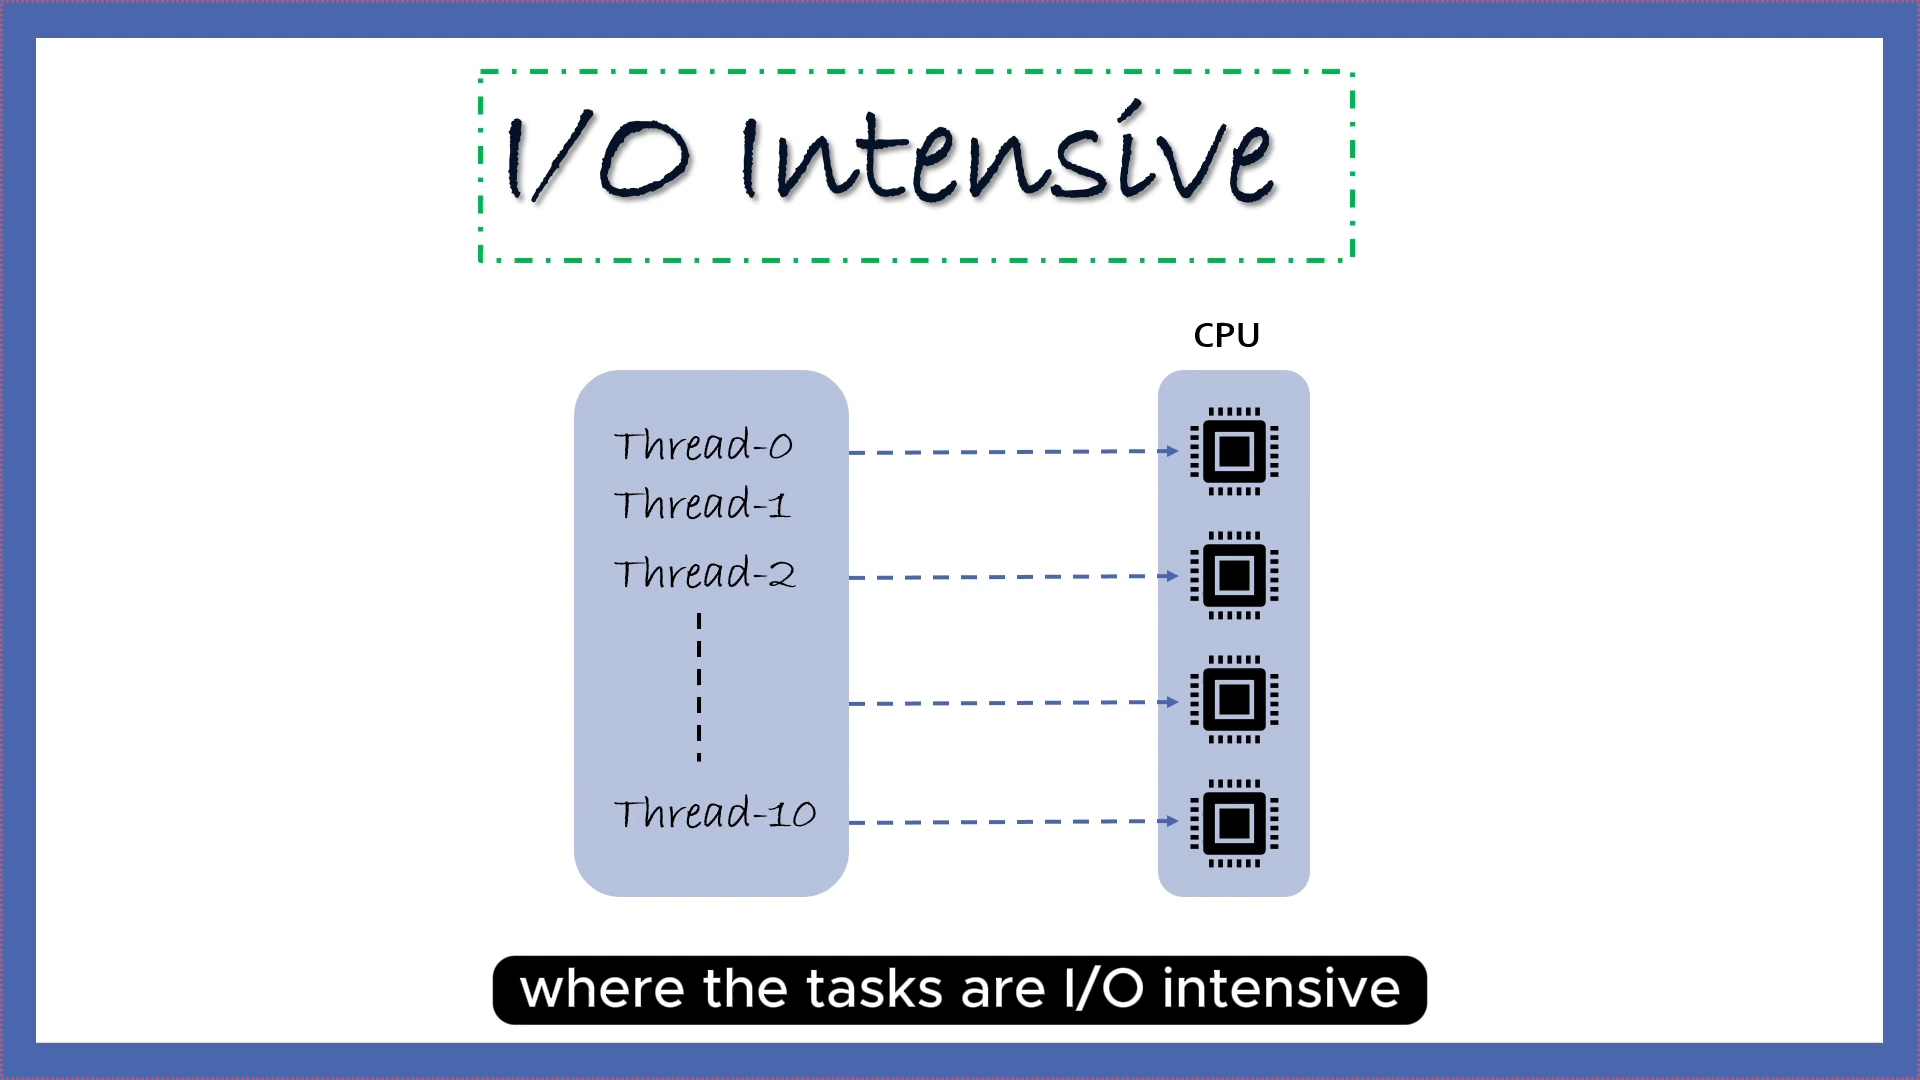 I/O Intensive
CPU
Thread-0
Thread-1
Thread-2
Thread-10
where the tasks are I/O intensive